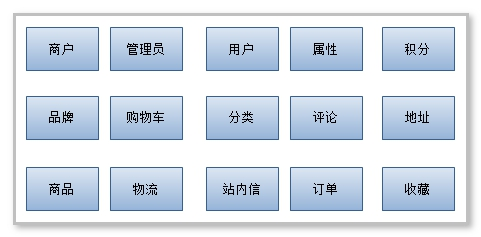 商户 管理员 用户 属性 积分
品牌 购物车 分类 评论 地址
商品 物流 站内信 订单 收藏